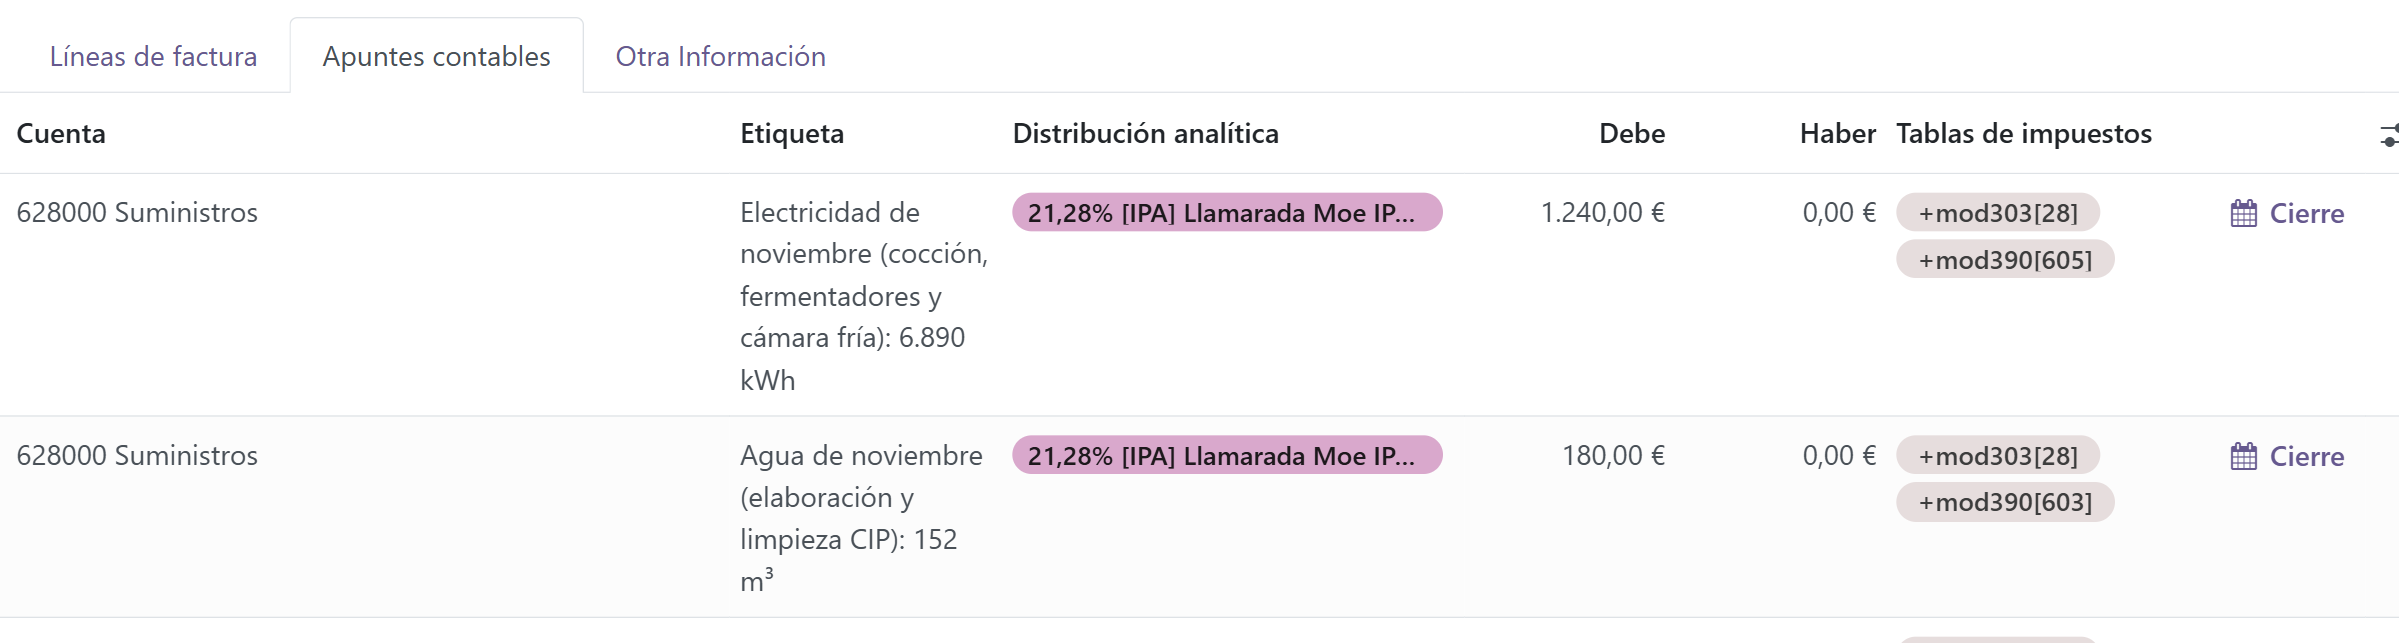 Líneas de factura
Apuntes contables
Otra Información
Cuenta
Etiqueta
Distribución analítica
Debe
Haber
Tablas de impuestos
628000 Suministros
Electricidad de
noviembre (cocción,
fermentadores y
cámara fría): 6.890
kWh
21,28% [IPA] Llamarada Moe IP...
1.240,00 €
0,00 €
+mod303[28]
+mod390[605]
Cierre
628000 Suministros
Agua de noviembre
(elaboración y
limpieza CIP): 152
m³
21,28% [IPA] Llamarada Moe IP...
180,00 €
0,00 €
+mod303[28]
+mod390[603]
Cierre